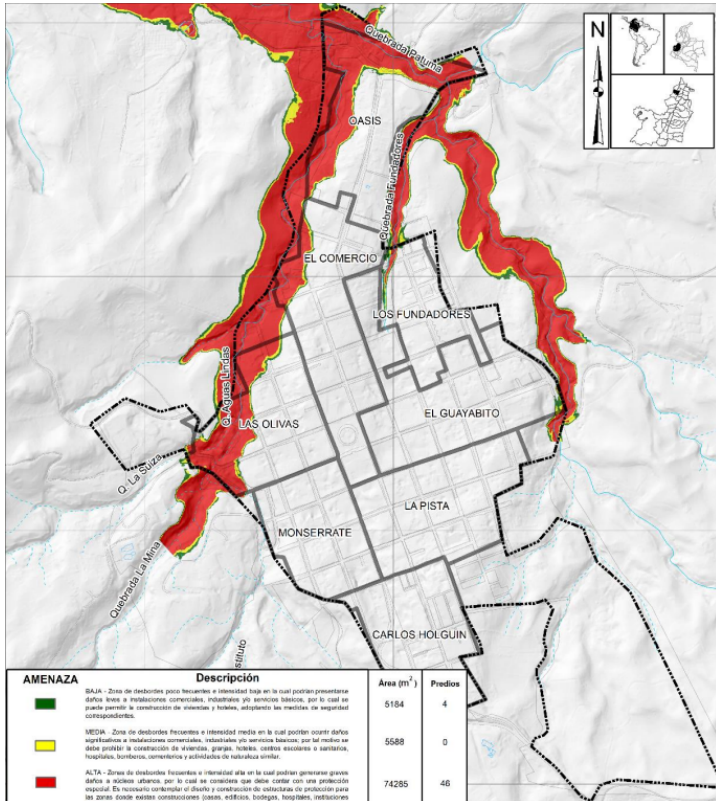 N
Quebrada Patuma
OASIS
Quebrada Fundadores
EL COMERCIO
LOS FUNDADORES
Q. Aguas Lindas
LAS OLIVAS
EL GUAYABITO
Q. La Suiza
LA PISTA
MONSERRATE
Quebrada La Mina
CARLOS HOLGUIN
stituto
AMENAZA
Descripción
Área (m²)
Predios
BAJA - Zona de desbordes poco frecuentes e intensidad baja en la cual podrían presentarse
daños leves a instalaciones comerciales, industriales y/o servicios básicos, por lo cual se
puede permitir la construcción de viviendas y hoteles, adoptando las medidas de seguridad
correspondientes.
5184
4
MEDIA - Zona de desbordes frecuentes e intensidad media en la cual podrían ocurrir daños
significativos a instalaciones comerciales, industriales y/o servicios básicos; por tal motivo se
debe prohibir la construcción de viviendas, granjas, hoteles, centros escolares o sanitarios,
hospitales, bomberos, cementerios y actividades de naturaleza similar.
5588
0
ALTA - Zonas de desbordes frecuentes e intensidad alta en la cual podrían generarse graves
daños a núcleos urbanos, por lo cual se considera que debe contar con una protección
especial. Es necesario contemplar el diseño y construcción de estructuras de protección para
las zonas donde existan construcciones (casas, edificios, bodegas, hospitales, instituciones
74285
46